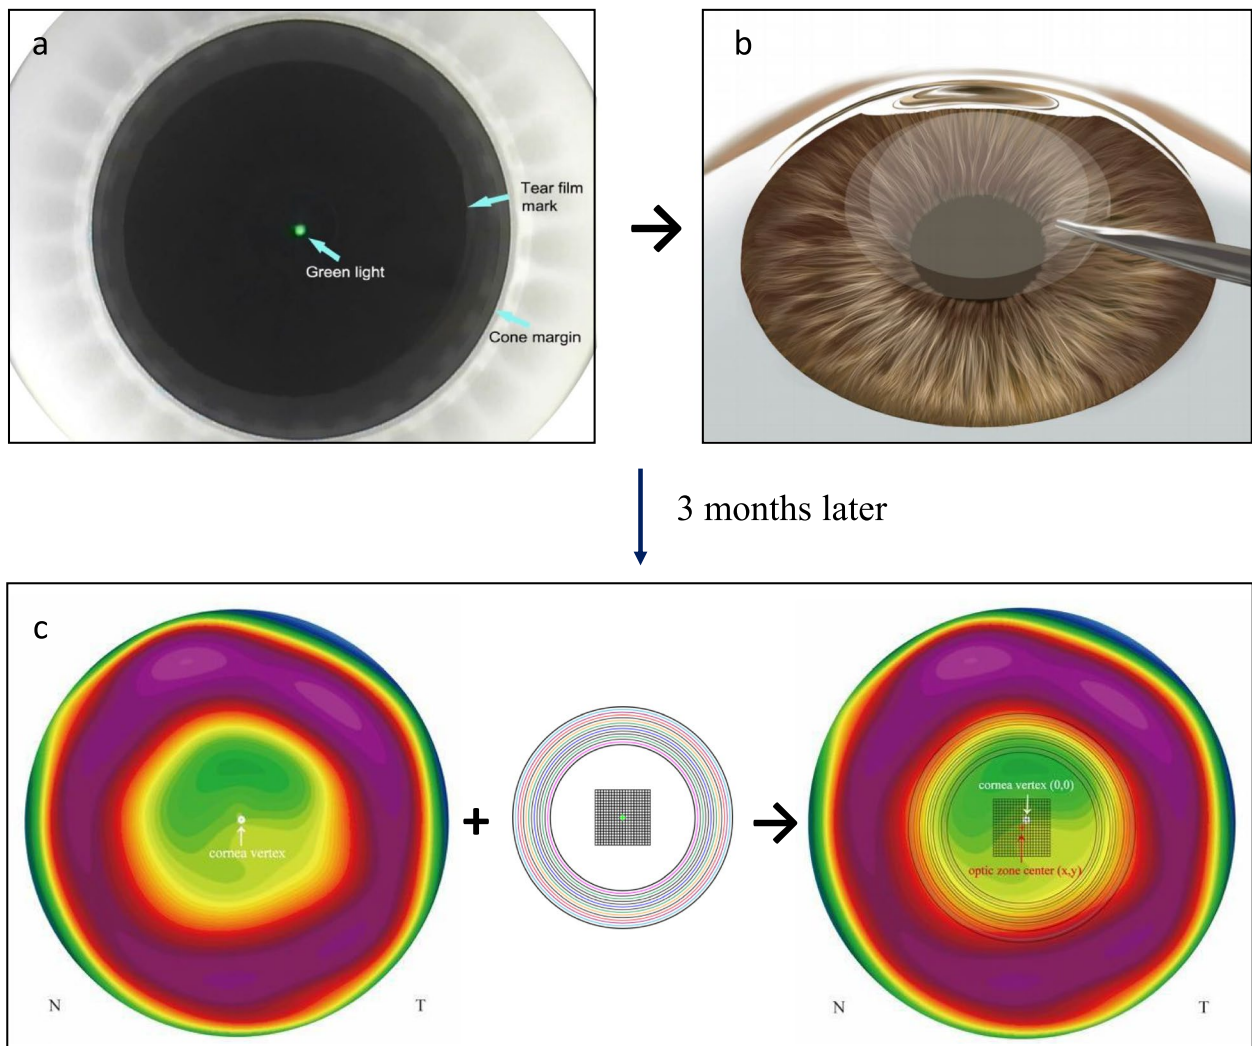 a
Tear film
mark
Green light
Cone margin
b
3 months later
c
cornea vertex
N
T
cornea vertex (0,0)
optic zone center (x,y)
N
T